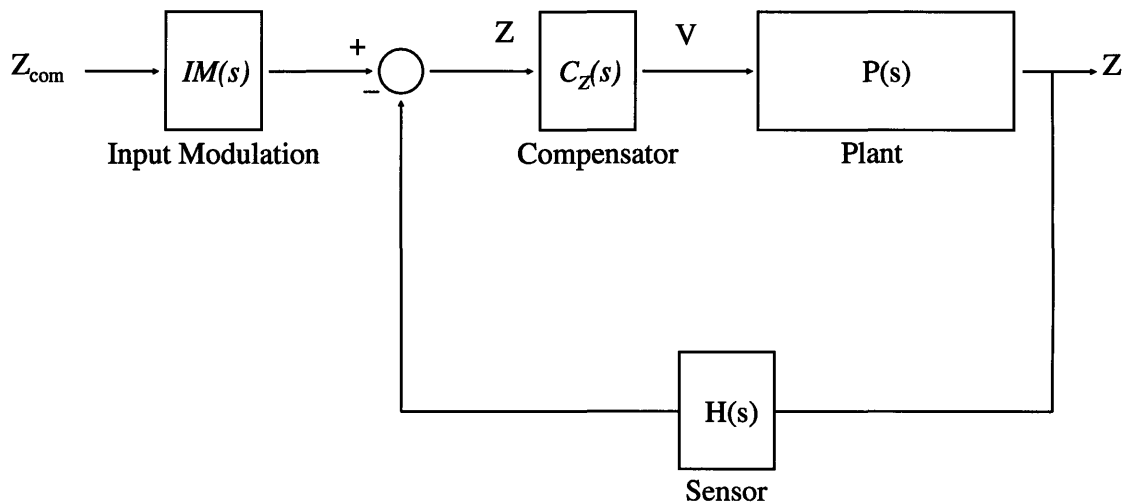 Z_com
IM(s)
Input Modulation
+
−
Z
C_Z(s)
Compensator
V
P(s)
Plant
Z
H(s)
Sensor